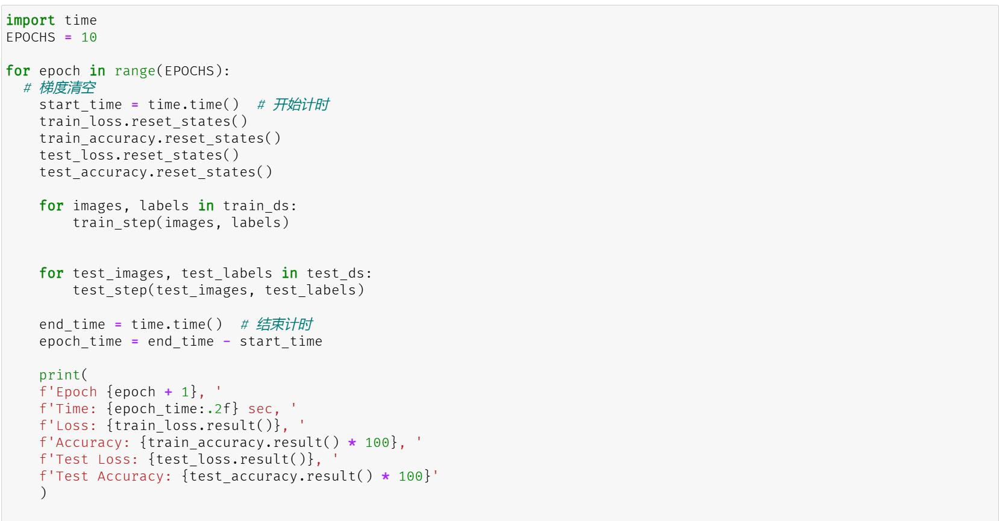 import time
EPOCHS = 10
for epoch in range(EPOCHS):
# 梯度清空
start_time = time.time()  # 开始计时
train_loss.reset_states()
train_accuracy.reset_states()
test_loss.reset_states()
test_accuracy.reset_states()
for images, labels in train_ds:
train_step(images, labels)
for test_images, test_labels in test_ds:
test_step(test_images, test_labels)
end_time = time.time()  # 结束计时
epoch_time = end_time - start_time
print(
f'Epoch {epoch + 1}, '
f'Time: {epoch_time:.2f} sec, '
f'Loss: {train_loss.result()}, '
f'Accuracy: {train_accuracy.result() * 100}, '
f'Test Loss: {test_loss.result()}, '
f'Test Accuracy: {test_accuracy.result() * 100}'
)